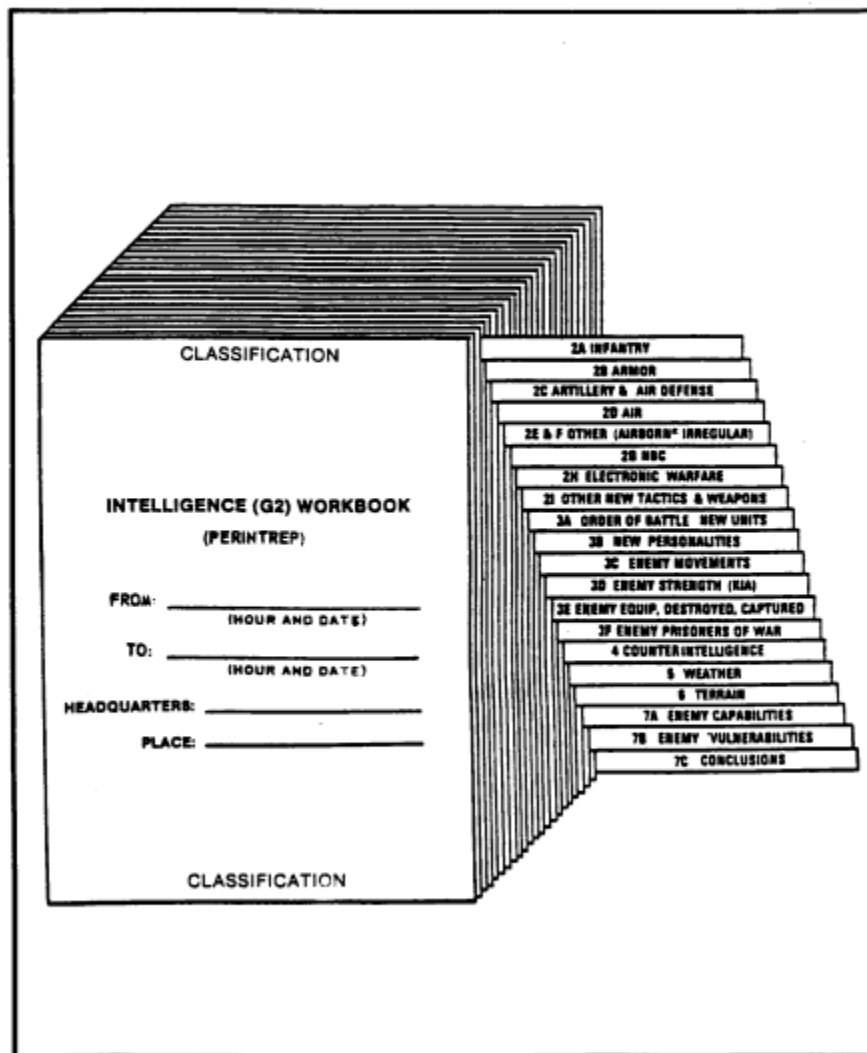 CLASSIFICATION
INTELLIGENCE (G2) WORKBOOK
(PERINTREP)
FROM:
(HOUR AND DATE)
TO:
(HOUR AND DATE)
HEADQUARTERS:
PLACE:
CLASSIFICATION
2A INFANTRY
2B ARMOR
2C ARTILLERY & AIR DEFENSE
2D AIR
2E & F OTHER (AIRBORNE IRREGULAR)
2G NBC
2H ELECTRONIC WARFARE
2I OTHER NEW TACTICS & WEAPONS
3A ORDER OF BATTLE NEW UNITS
3B NEW PERSONALITIES
3C ENEMY MOVEMENTS
3D ENEMY STRENGTH (KIA)
3E ENEMY EQUIP, DESTROYED, CAPTURED
3F ENEMY PRISONERS OF WAR
4 COUNTERINTELLIGENCE
5 WEATHER
6 TERRAIN
7A ENEMY CAPABILITIES
7B ENEMY VULNERABILITIES
7C CONCLUSIONS